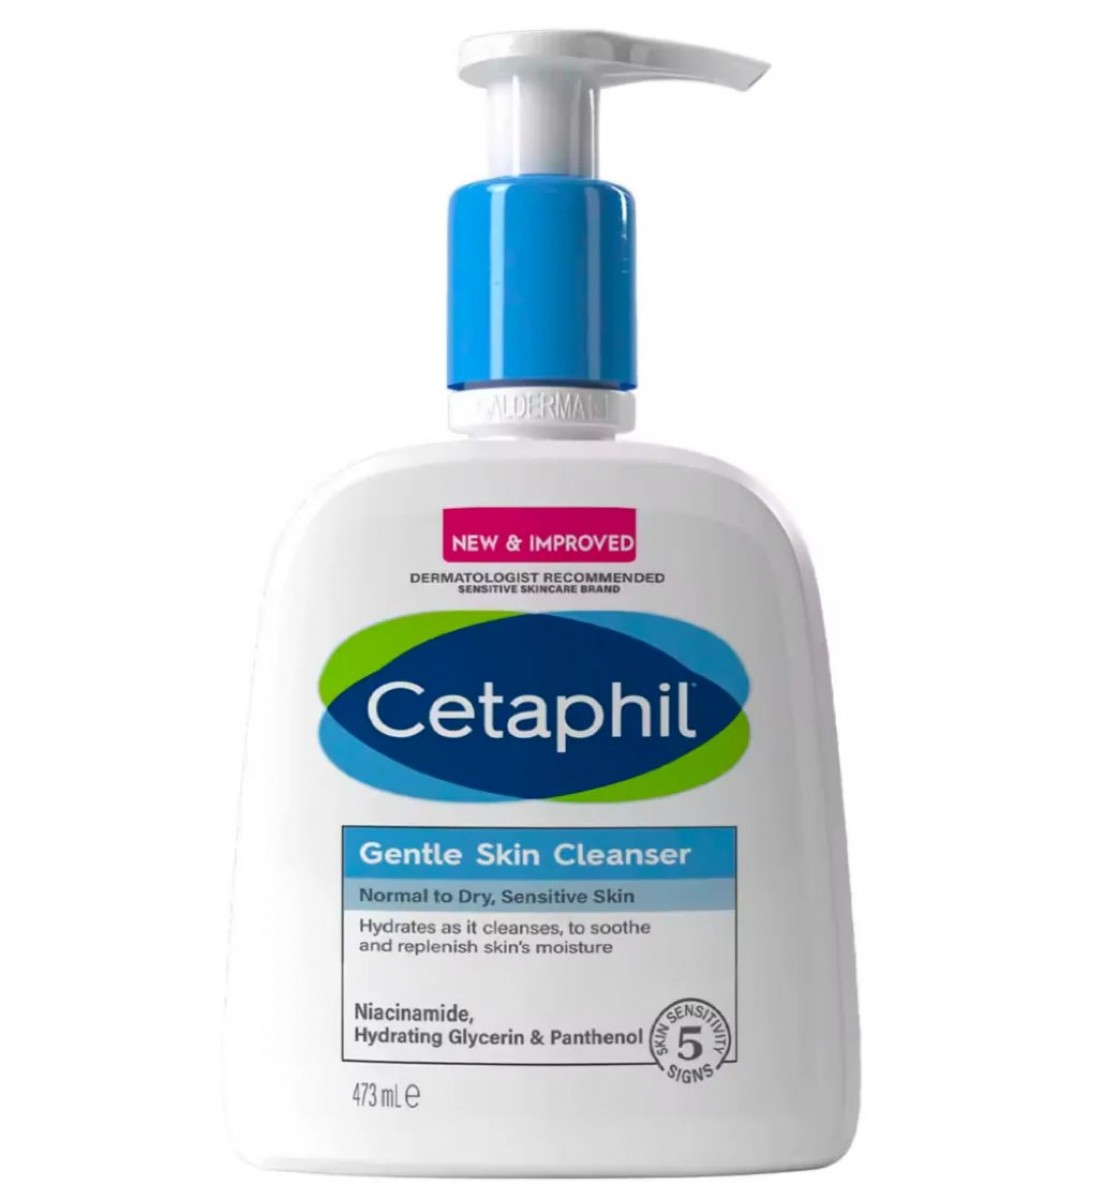 GALDERMA
NEW & IMPROVED
DERMATOLOGIST RECOMMENDED
SENSITIVE SKINCARE BRAND
Cetaphil
Gentle Skin Cleanser
Normal to Dry, Sensitive Skin
Hydrates as it cleanses, to soothe
and replenish skin's moisture
Niacinamide,
Hydrating Glycerin & Panthenol
SKIN SENSITIVITY
5
SIGNS
473 mL ℮